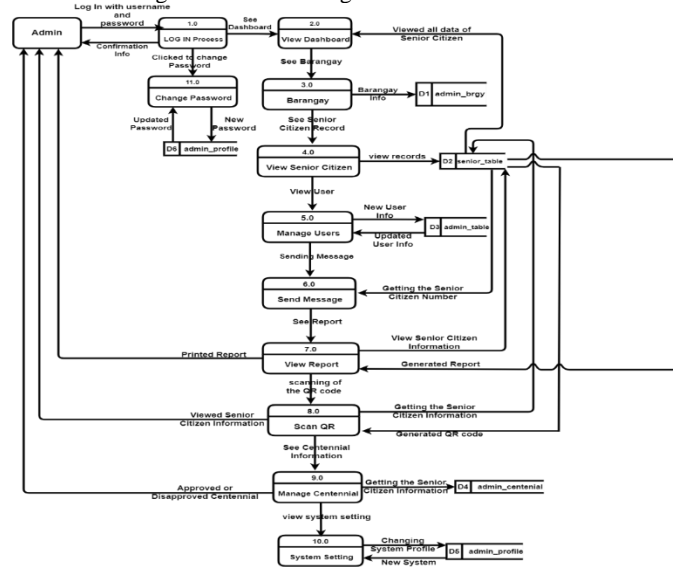 Log In with username
and
password
Admin
Confirmation
Info
1.0
LOG IN Process
See
Dashboard
2.0
View Dashboard
Viewed all data of
Senior Citizen
Clicked to change
Password
See Barangay
11.0
Change Password
3.0
Barangay
Barangay
Info
D1 admin_brgy
Updated
Password
New
Password
D6 admin_profile
See Senior
Citizen Record
4.0
View Senior Citizen
view records
D2 senior_table
View User
5.0
Manage Users
New User
Info
Updated
User Info
D3 admin_table
Sending Message
6.0
Send Message
Getting the Senior
Citizen Number
See Report
7.0
View Report
View Senior Citizen
Information
Printed Report
Generated Report
scanning of
the QR code
8.0
Scan QR
Viewed Senior
Citizen Information
Getting the Senior
Citizen Information
Generated QR code
See Centennial
Information
9.0
Manage Centennial
Approved or
Disapproved Centennial
Getting the Senior
Citizen Information
D4 admin_centenial
view system setting
10.0
System Setting
Changing
System Profile
New System
D5 admin_profile